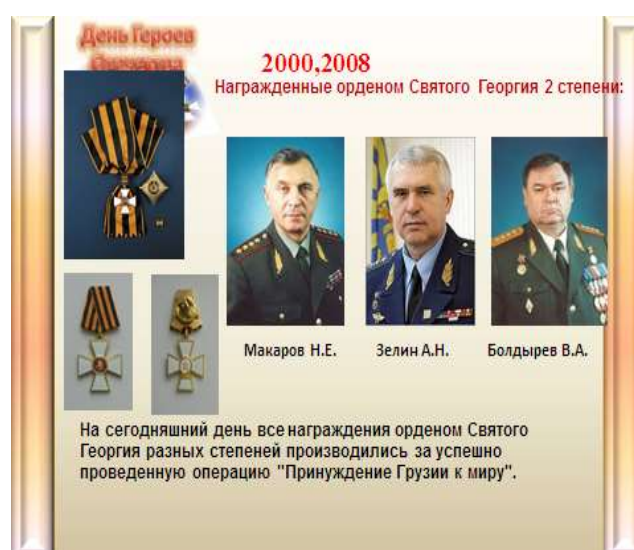 День Героев
Отечества
2000,2008
Награжденные орденом Святого Георгия 2 степени:
Макаров Н.Е.
Зелин А.Н.
Болдырев В.А.
На сегодняшний день все награждения орденом Святого
Георгия разных степеней производились за успешно
проведенную операцию "Принуждение Грузии к миру".